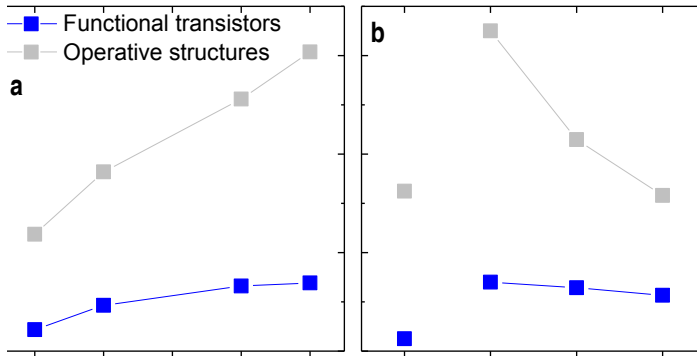 Functional transistors
Operative structures
a
b